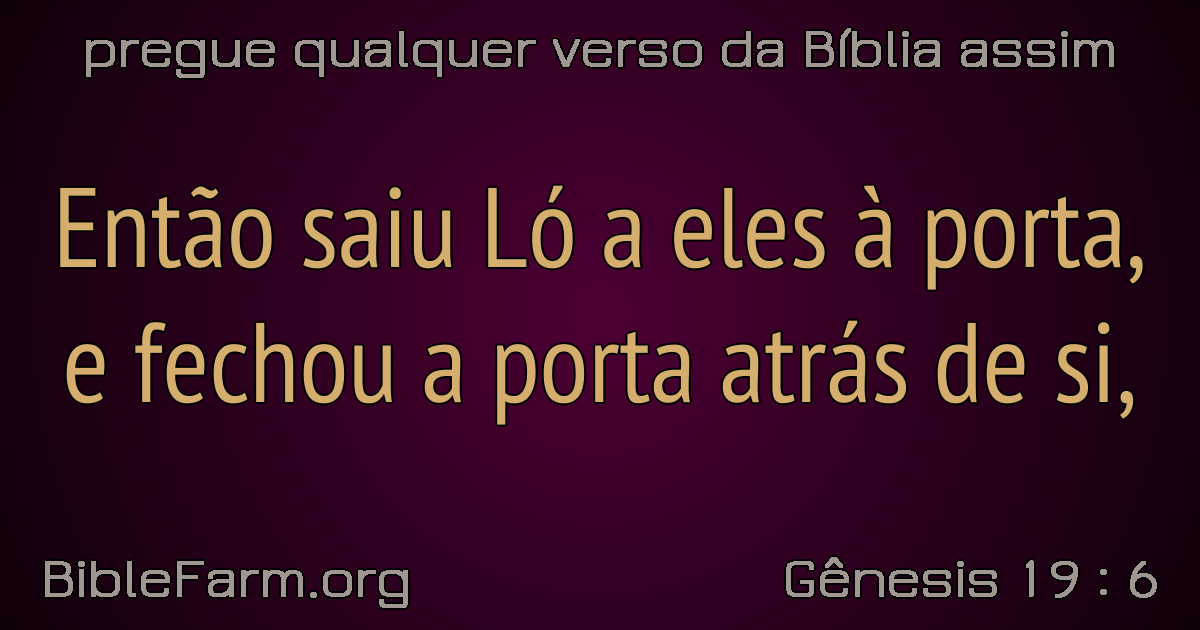 pregue qualquer verso da Bíblia assim
Então saiu Ló a eles à porta,
e fechou a porta atrás de si,
BibleFarm.org
Gênesis 19 : 6